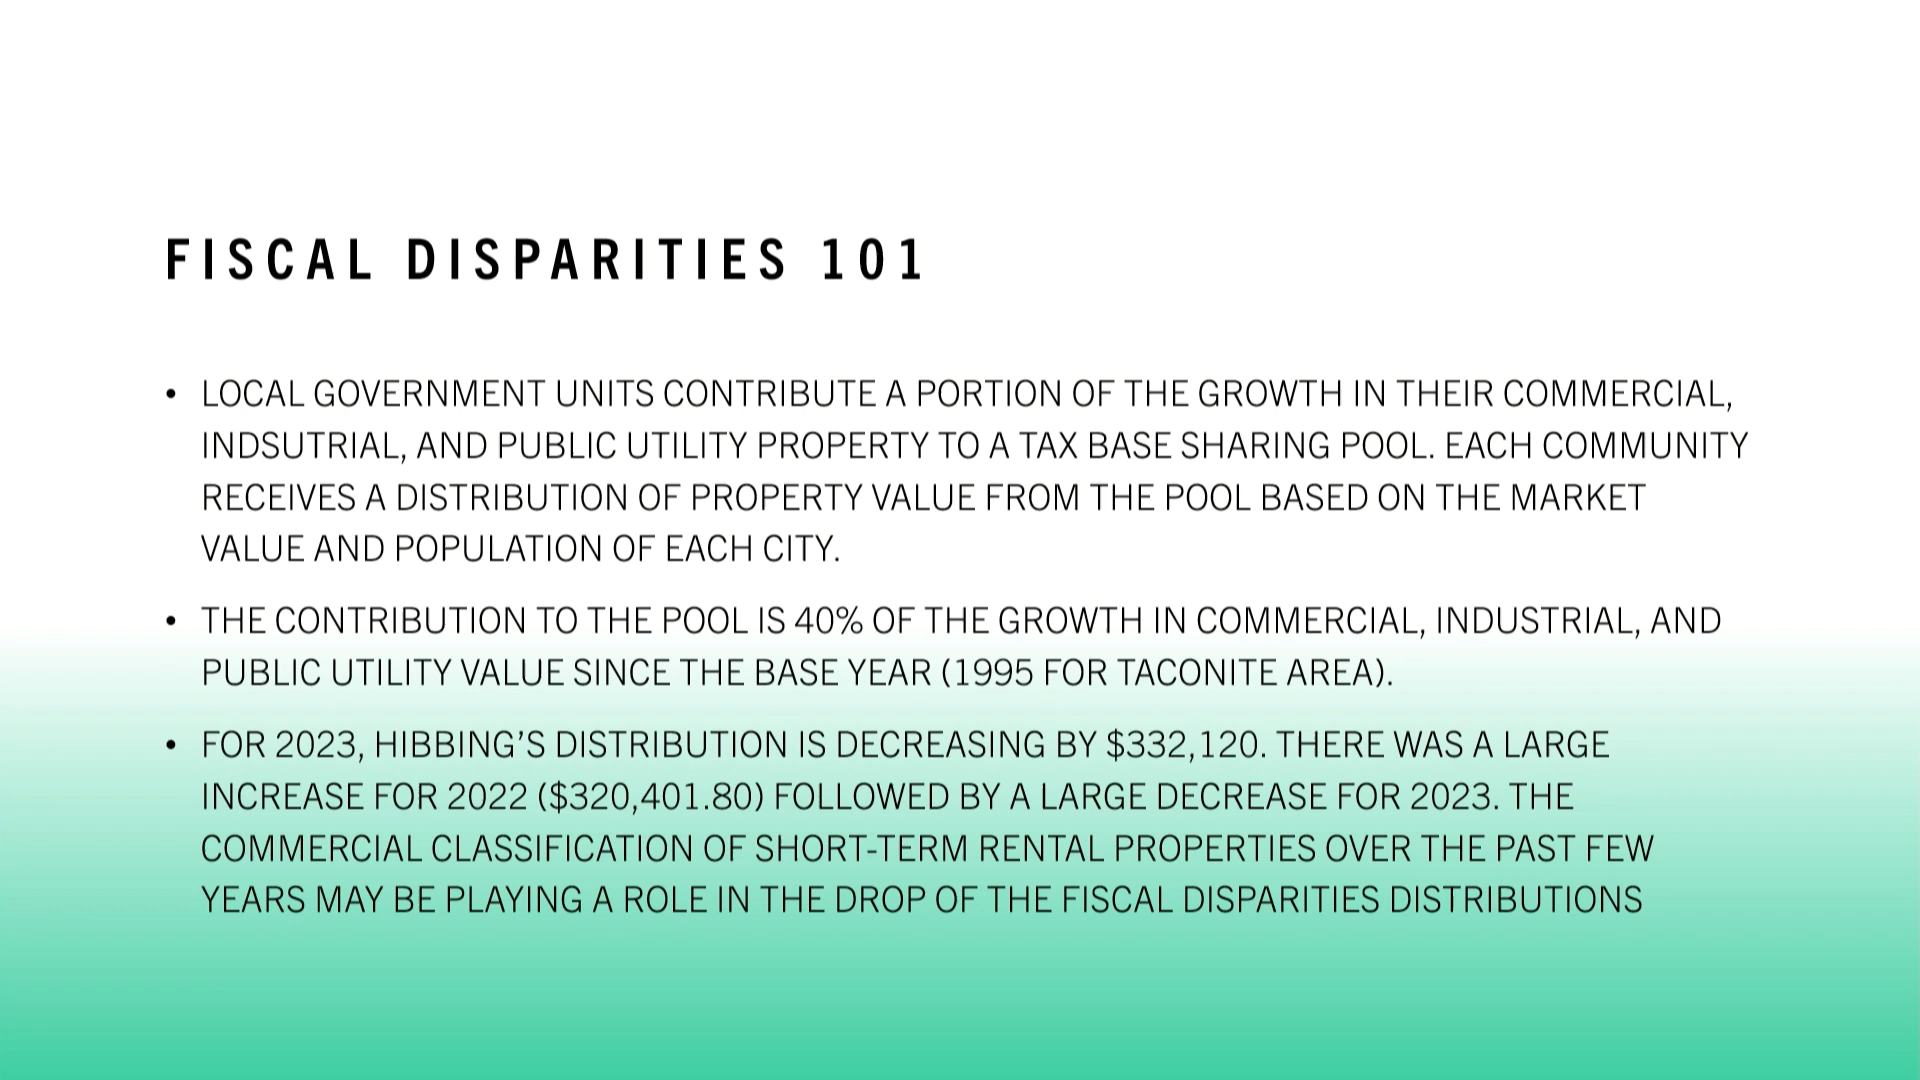 FISCAL DISPARITIES 101
• LOCAL GOVERNMENT UNITS CONTRIBUTE A PORTION OF THE GROWTH IN THEIR COMMERCIAL,
INDSUTRIAL, AND PUBLIC UTILITY PROPERTY TO A TAX BASE SHARING POOL. EACH COMMUNITY
RECEIVES A DISTRIBUTION OF PROPERTY VALUE FROM THE POOL BASED ON THE MARKET
VALUE AND POPULATION OF EACH CITY.
• THE CONTRIBUTION TO THE POOL IS 40% OF THE GROWTH IN COMMERCIAL, INDUSTRIAL, AND
PUBLIC UTILITY VALUE SINCE THE BASE YEAR (1995 FOR TACONITE AREA).
• FOR 2023, HIBBING’S DISTRIBUTION IS DECREASING BY $332,120. THERE WAS A LARGE
INCREASE FOR 2022 ($320,401.80) FOLLOWED BY A LARGE DECREASE FOR 2023. THE
COMMERCIAL CLASSIFICATION OF SHORT-TERM RENTAL PROPERTIES OVER THE PAST FEW
YEARS MAY BE PLAYING A ROLE IN THE DROP OF THE FISCAL DISPARITIES DISTRIBUTIONS